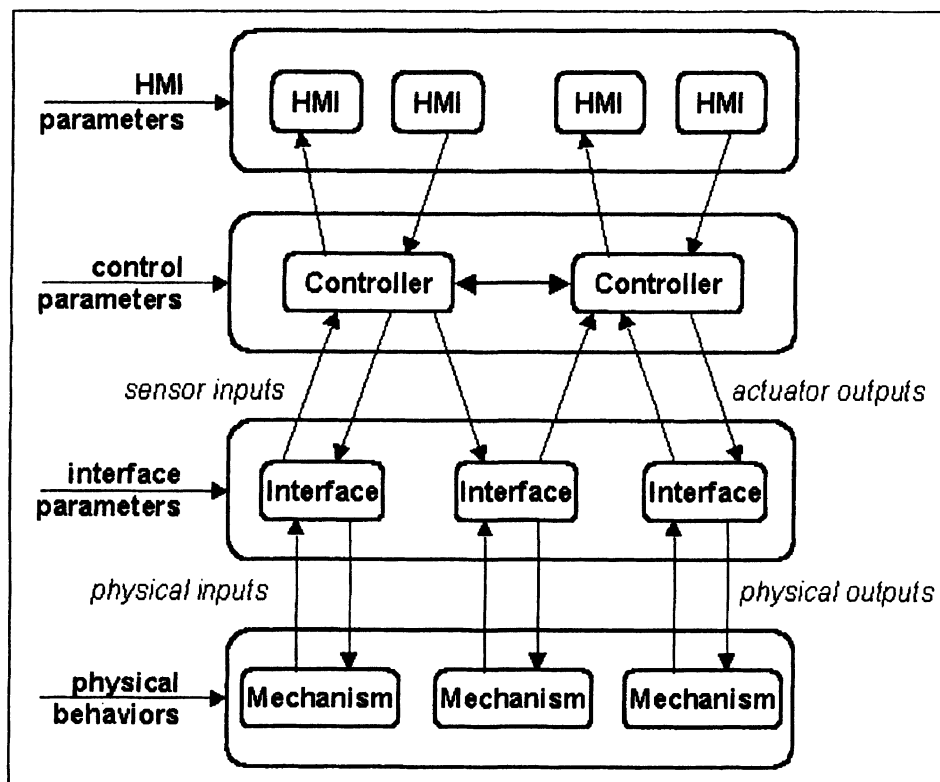 HMI
parameters
HMI HMI HMI HMI
control
parameters
Controller Controller
sensor inputs actuator outputs
interface
parameters
Interface Interface Interface
physical inputs physical outputs
physical
behaviors
Mechanism Mechanism Mechanism